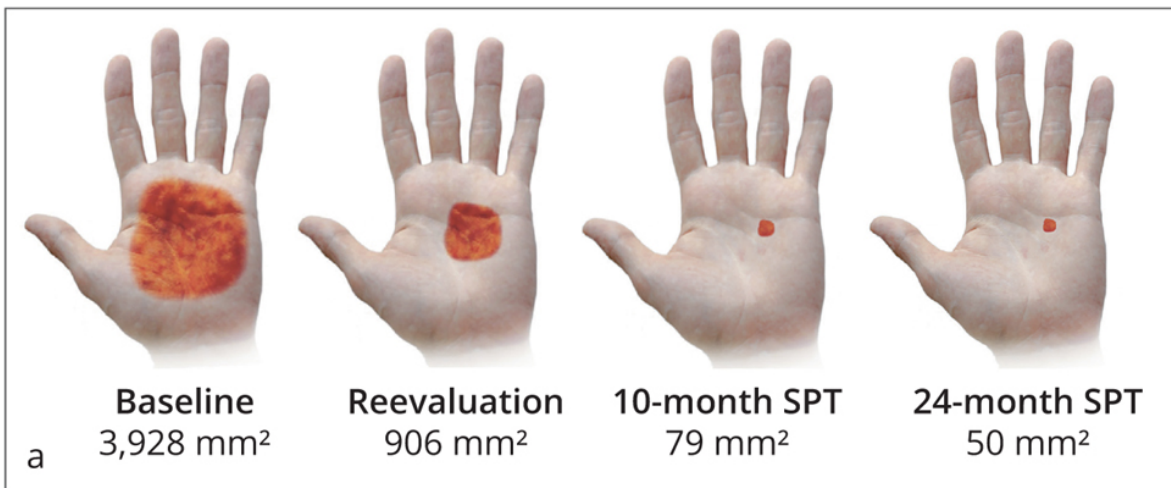 Baseline
3,928 mm²
Reevaluation
906 mm²
10-month SPT
79 mm²
24-month SPT
50 mm²
a